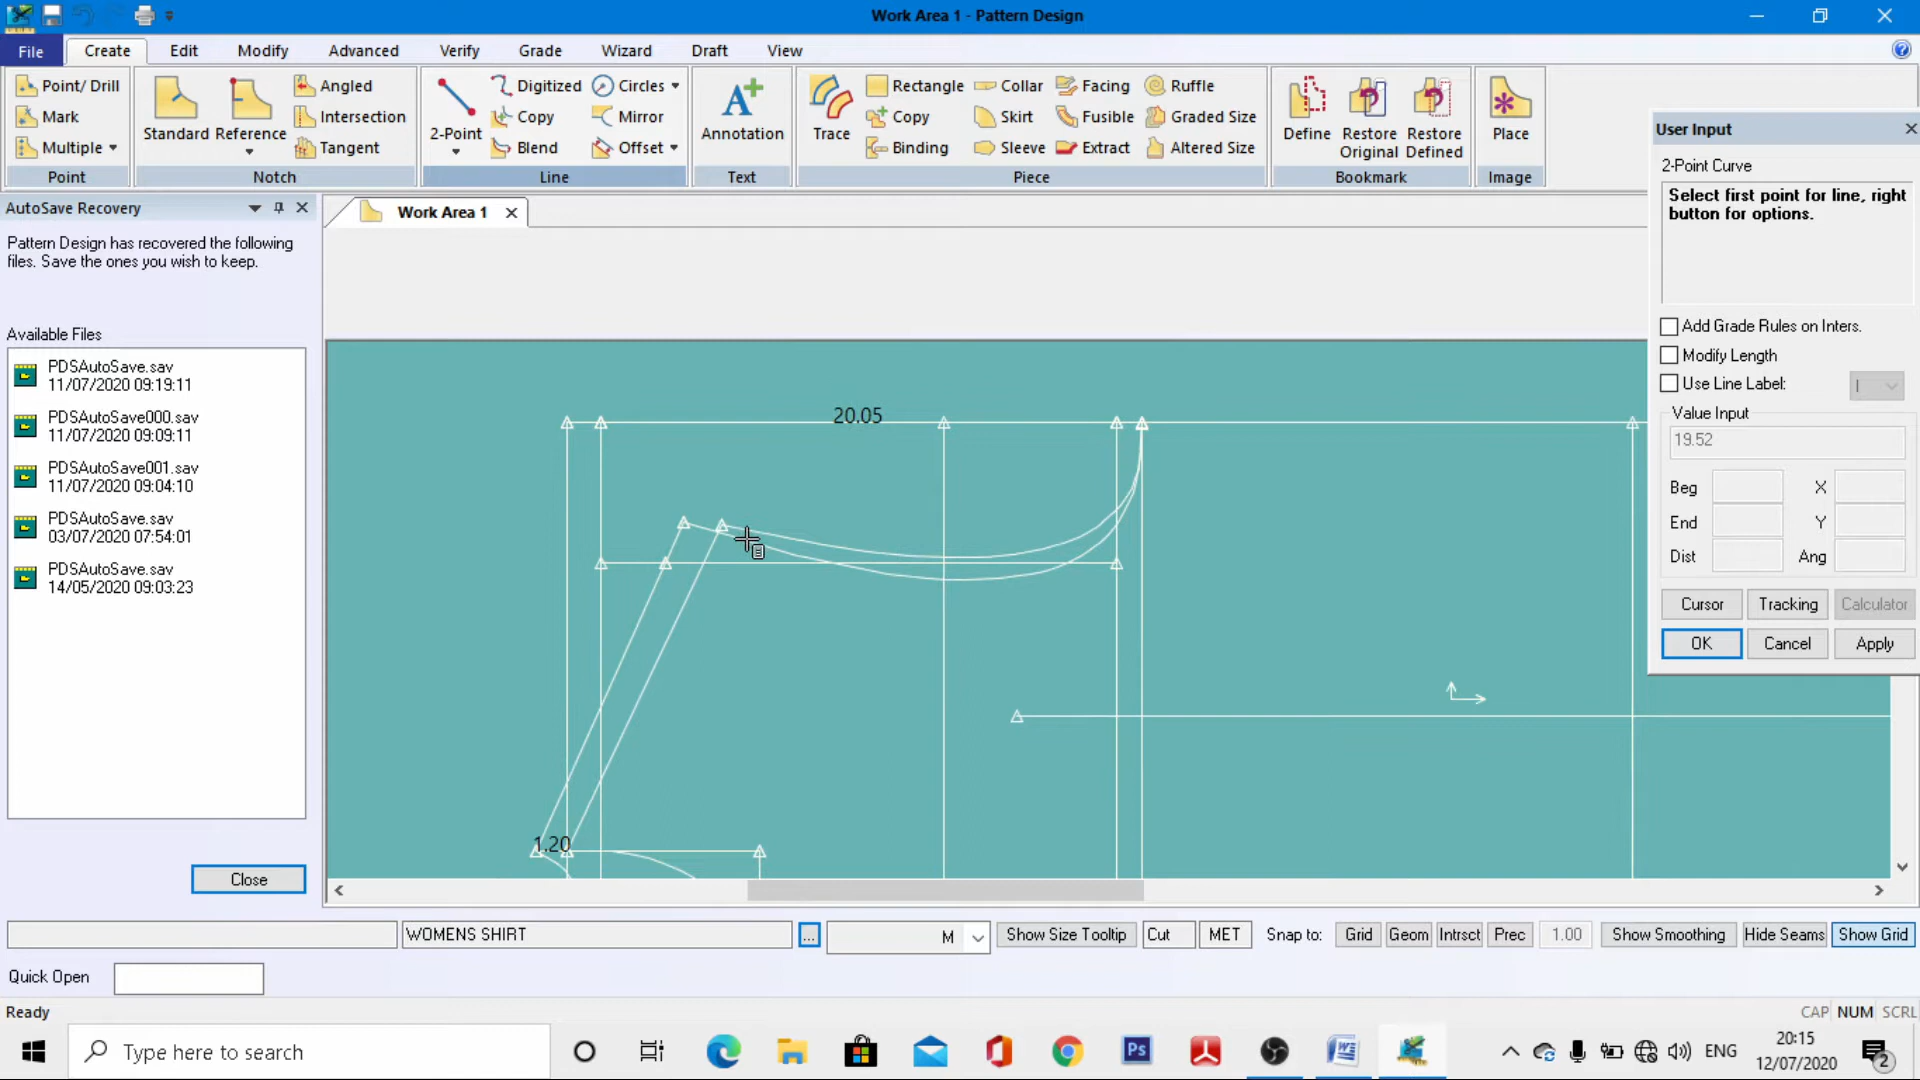 Work Area 1 - Pattern Design
File
Create
Edit
Modify
Advanced
Verify
Grade
Wizard
Draft
View
Point/ Drill
Mark
Multiple
Point
Standard
Reference
Angled
Intersection
Tangent
Notch
2-Point
Digitized
Copy
Blend
Circles
Mirror
Offset
Line
Annotation
Text
Trace
Rectangle
Copy
Binding
Collar
Skirt
Sleeve
Facing
Fusible
Extract
Ruffle
Graded Size
Altered Size
Piece
Define
Restore Original
Restore Defined
Bookmark
Place
Image
AutoSave Recovery
Pattern Design has recovered the following
files. Save the ones you wish to keep.
Available Files
PDSAutoSave.sav
11/07/2020 09:19:11
PDSAutoSave000.sav
11/07/2020 09:09:11
PDSAutoSave001.sav
11/07/2020 09:04:10
PDSAutoSave.sav
03/07/2020 07:54:01
PDSAutoSave.sav
14/05/2020 09:03:23
Close
Work Area 1
20.05
1.20
User Input
2-Point Curve
Select first point for line, right
button for options.
Add Grade Rules on Inters.
Modify Length
Use Line Label:
Value Input
19.52
Beg
X
End
Y
Dist
Ang
Cursor
Tracking
Calculator
OK
Cancel
Apply
WOMENS SHIRT
...
M
Show Size Tooltip
Cut
MET
Snap to:
Grid
Geom
Intrsct
Prec
1.00
Show Smoothing
Hide Seams
Show Grid
Quick Open
Ready
CAP NUM SCRL
Type here to search
Ps
ENG
20:15
12/07/2020
2